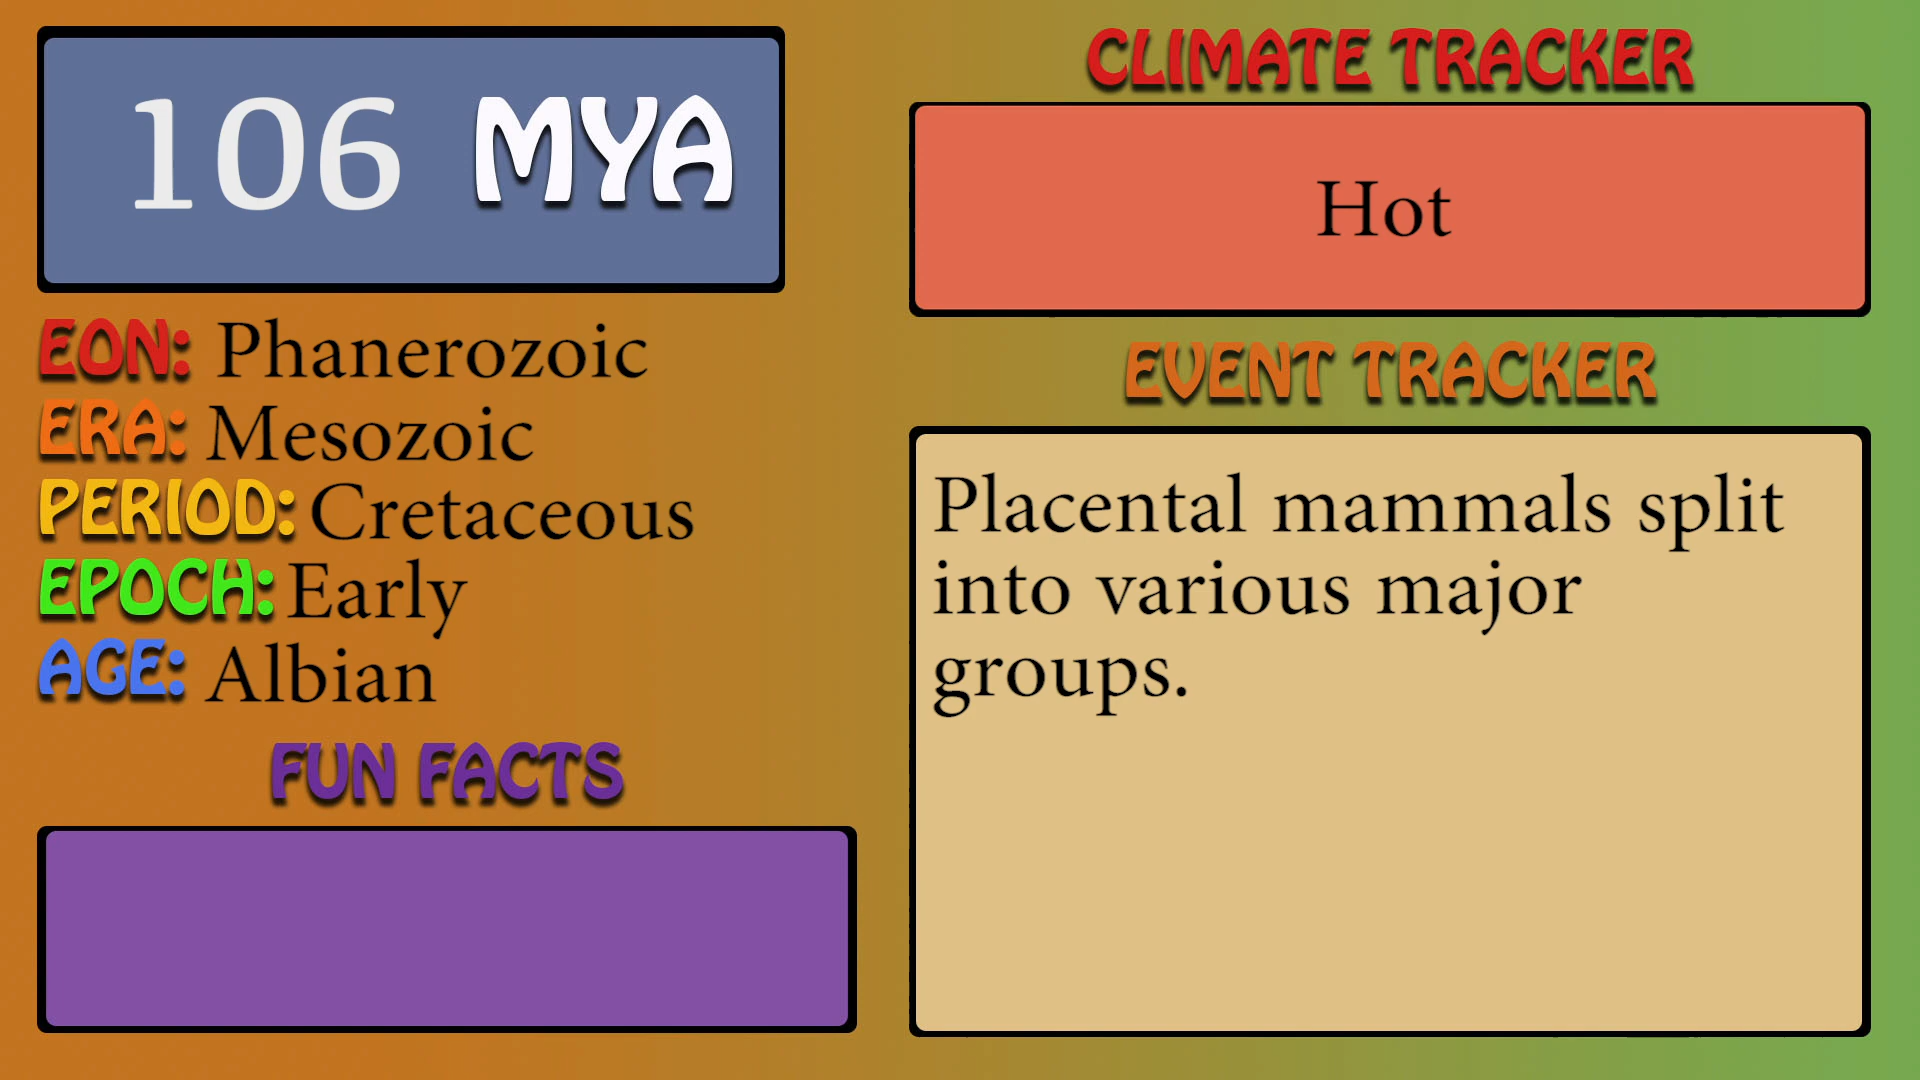 106 MYA
EON: Phanerozoic
ERA: Mesozoic
PERIOD: Cretaceous
EPOCH: Early
AGE: Albian
FUN FACTS
CLIMATE TRACKER
Hot
EVENT TRACKER
Placental mammals split
into various major
groups.